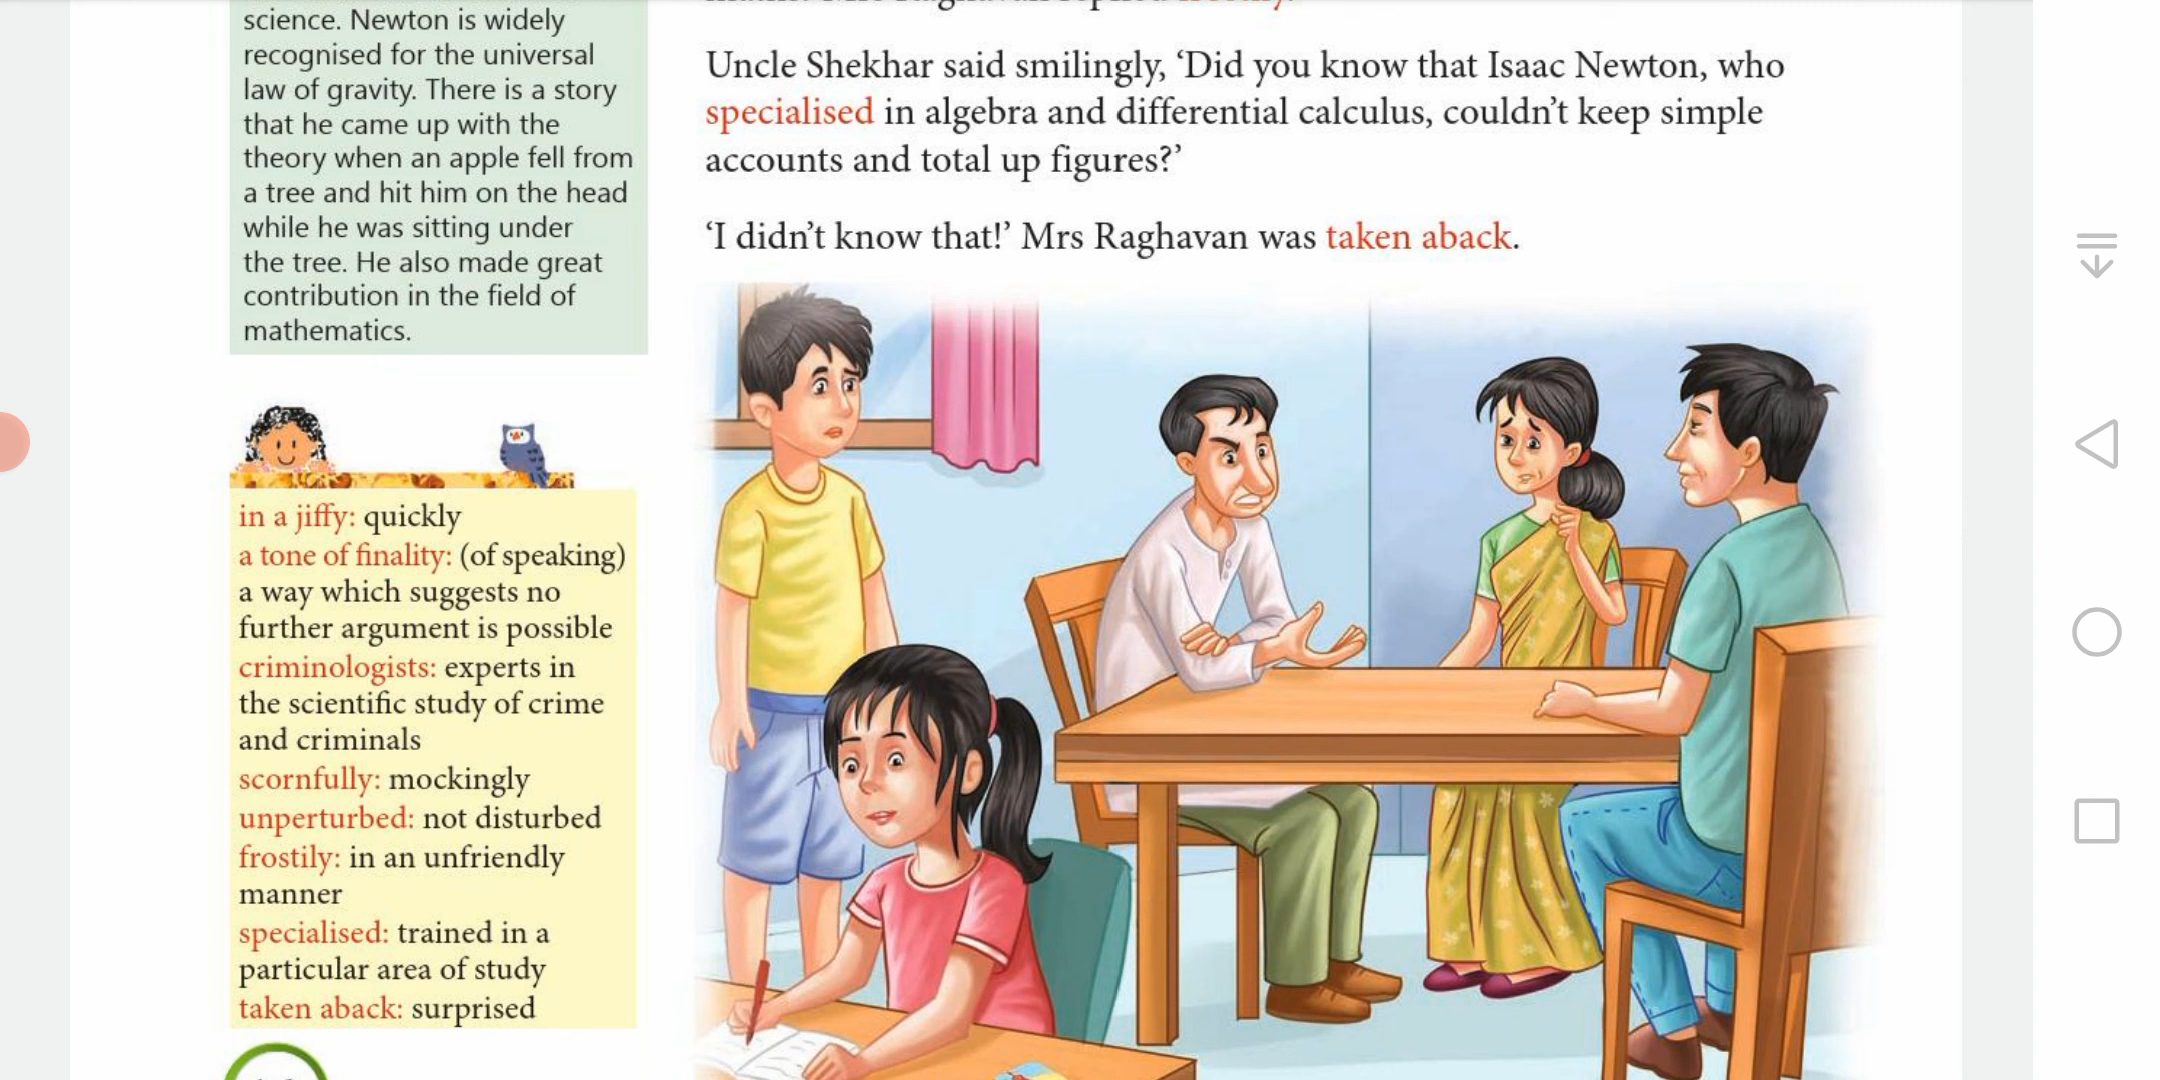 science. Newton is widely
recognised for the universal
law of gravity. There is a story
that he came up with the
theory when an apple fell from
a tree and hit him on the head
while he was sitting under
the tree. He also made great
contribution in the field of
mathematics.
in a jiffy: quickly
a tone of finality: (of speaking)
a way which suggests no
further argument is possible
criminologists: experts in
the scientific study of crime
and criminals
scornfully: mockingly
unperturbed: not disturbed
frostily: in an unfriendly
manner
specialised: trained in a
particular area of study
taken aback: surprised
Uncle Shekhar said smilingly, ‘Did you know that Isaac Newton, who
specialised in algebra and differential calculus, couldn’t keep simple
accounts and total up figures?’
‘I didn’t know that!’ Mrs Raghavan was taken aback.